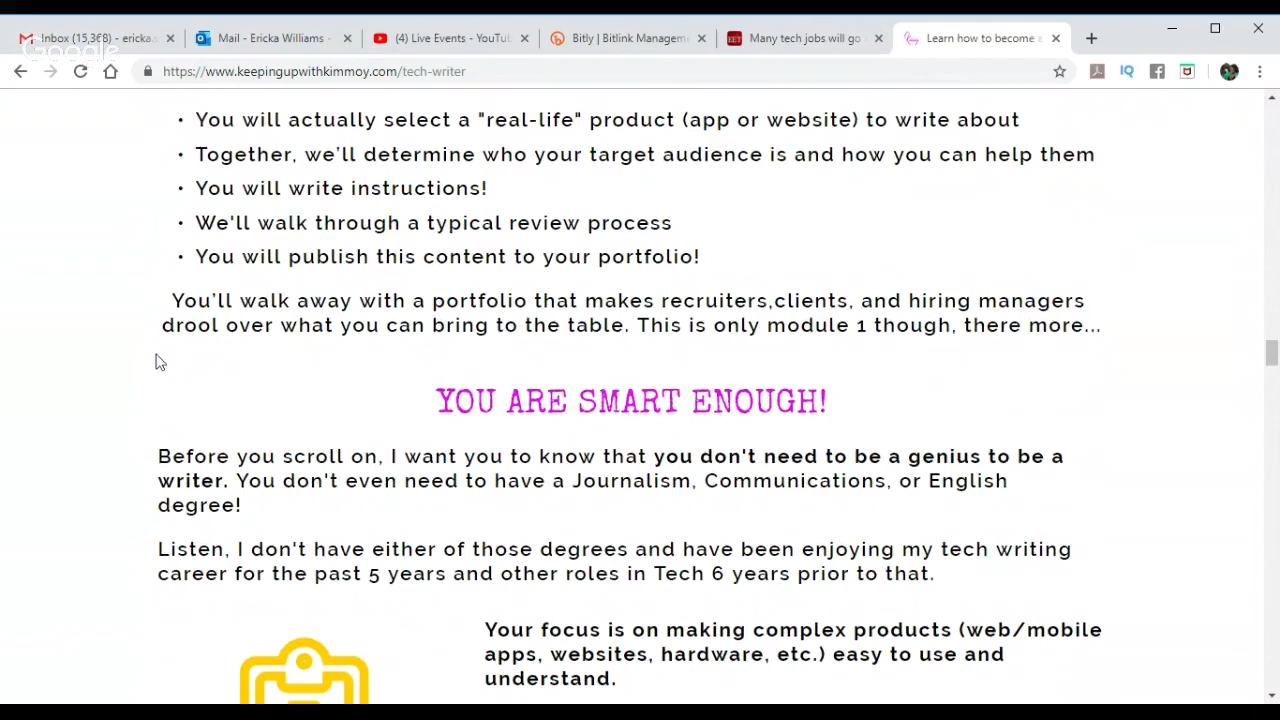 Inbox (15,368) - ericka.s
Mail - Ericka Williams -
(4) Live Events - YouTu
Bitly | Bitlink Managem
Many tech jobs will go
Learn how to become a
Google
https://www.keepingupwithkimmoy.com/tech-writer
• You will actually select a "real-life" product (app or website) to write about
• Together, we’ll determine who your target audience is and how you can help them
• You will write instructions!
• We'll walk through a typical review process
• You will publish this content to your portfolio!
You’ll walk away with a portfolio that makes recruiters,clients, and hiring managers
drool over what you can bring to the table. This is only module 1 though, there more...
YOU ARE SMART ENOUGH!
Before you scroll on, I want you to know that you don't need to be a genius to be a
writer. You don't even need to have a Journalism, Communications, or English
degree!
Listen, I don't have either of those degrees and have been enjoying my tech writing
career for the past 5 years and other roles in Tech 6 years prior to that.
Your focus is on making complex products (web/mobile
apps, websites, hardware, etc.) easy to use and
understand.